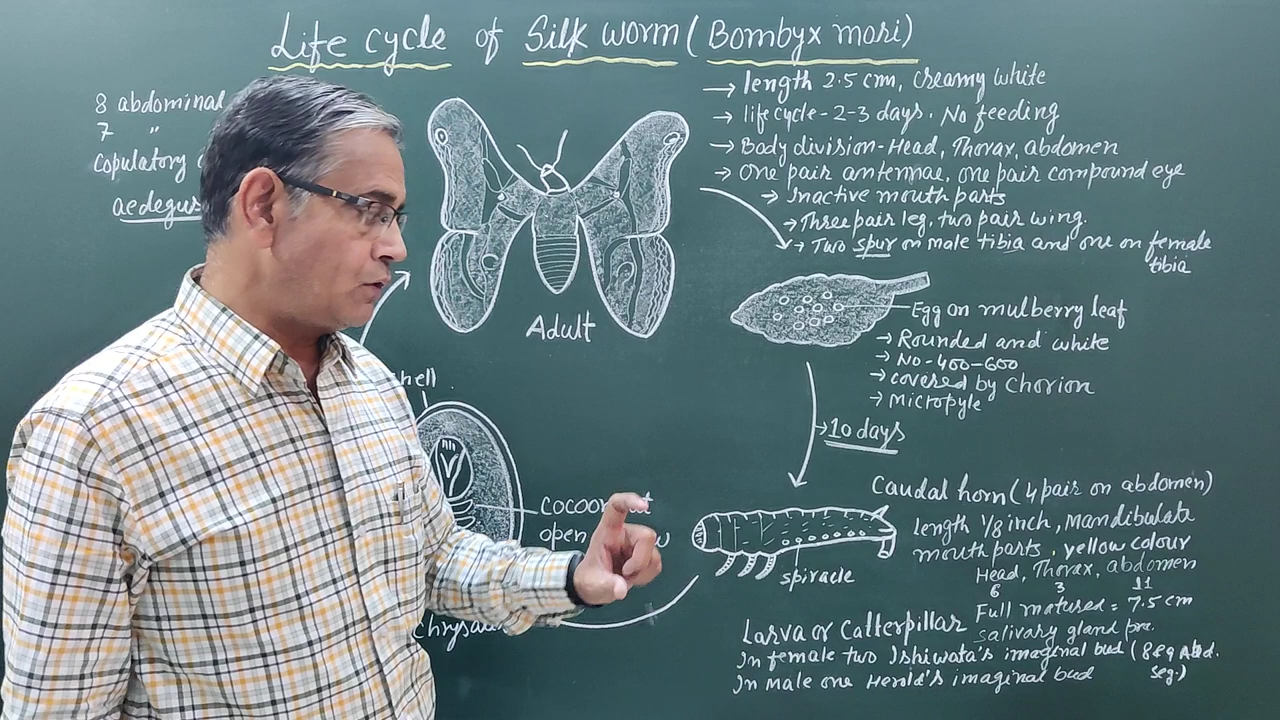 Life cycle of Silk worm (Bombyx mori)
8 abdominal
7 "
Copulatory
aedegus
→ length 2.5 cm, Creamy white
→ life cycle - 2-3 days. No feeding
→ Body division - Head, Thorax, abdomen
→ One pair antennae, one pair compound eye
→ Inactive mouth parts
→ Three pair leg, two pair wing.
→ Two spur on male tibia and one on female
tibia
Adult
Egg on mulberry leaf
→ Rounded and white
→ No - 400-600
→ covered by Chorion
→ Mictopyle
→ 10 days
hell
open
Caudal horn (4 pair on abdomen)
length 1/8 inch, Mandibulata
mouth parts, yellow colour
Head, Thorax, abdomen
6 3 11
Full matured = 7.5 cm
salivary gland pre.
spiracle
Larva or Catterpillar
In female two Ishiwata's imaginal bud (8 Abd.
seg.)
In Male one Herold's imaginal bud